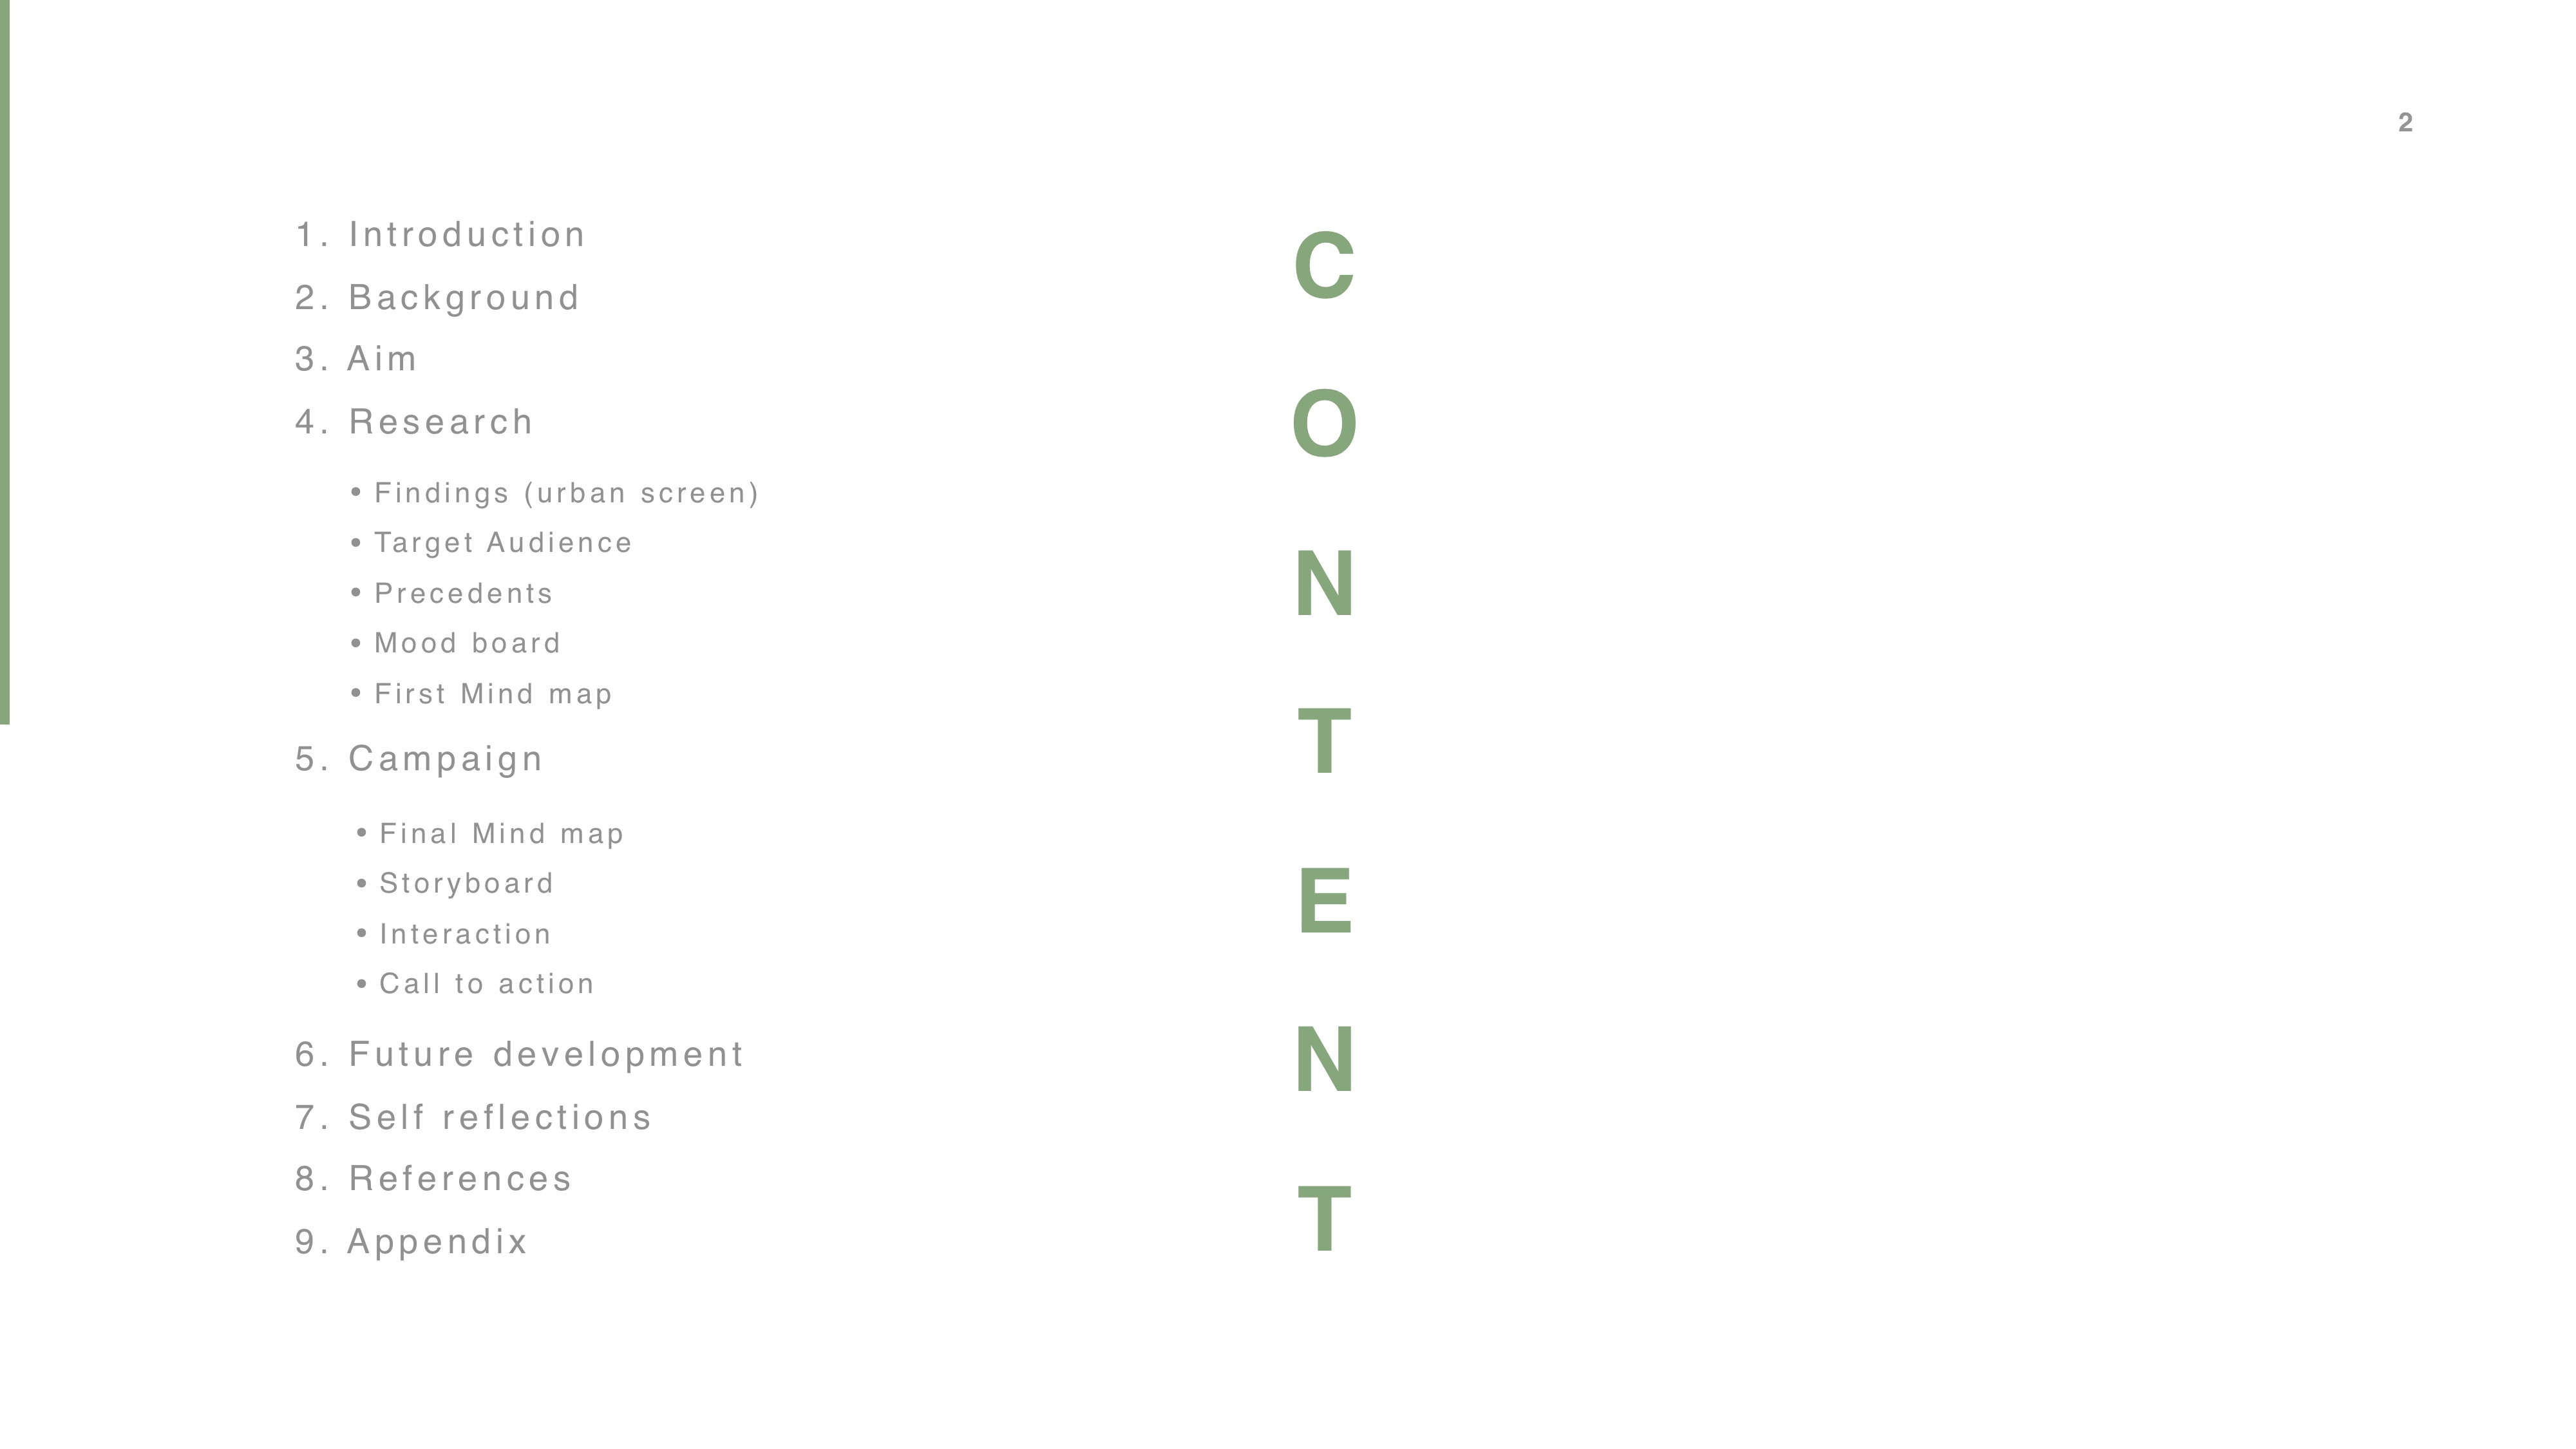 2
1. Introduction
2. Background
3. Aim
4. Research
• Findings (urban screen)
• Target Audience
• Precedents
• Mood board
• First Mind map
5. Campaign
• Final Mind map
• Storyboard
• Interaction
• Call to action
6. Future development
7. Self reflections
8. References
9. Appendix
C
O
N
T
E
N
T